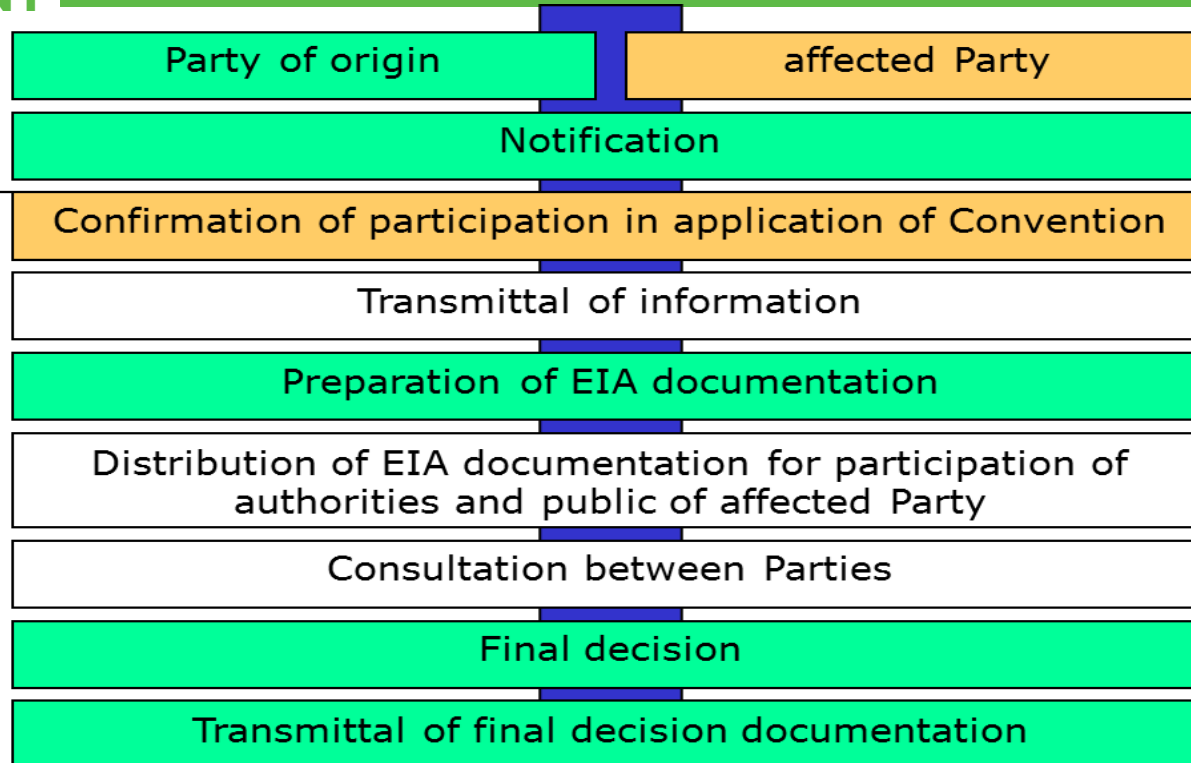 Party of origin
affected Party
Notification
Confirmation of participation in application of Convention
Transmittal of information
Preparation of EIA documentation
Distribution of EIA documentation for participation of
authorities and public of affected Party
Consultation between Parties
Final decision
Transmittal of final decision documentation